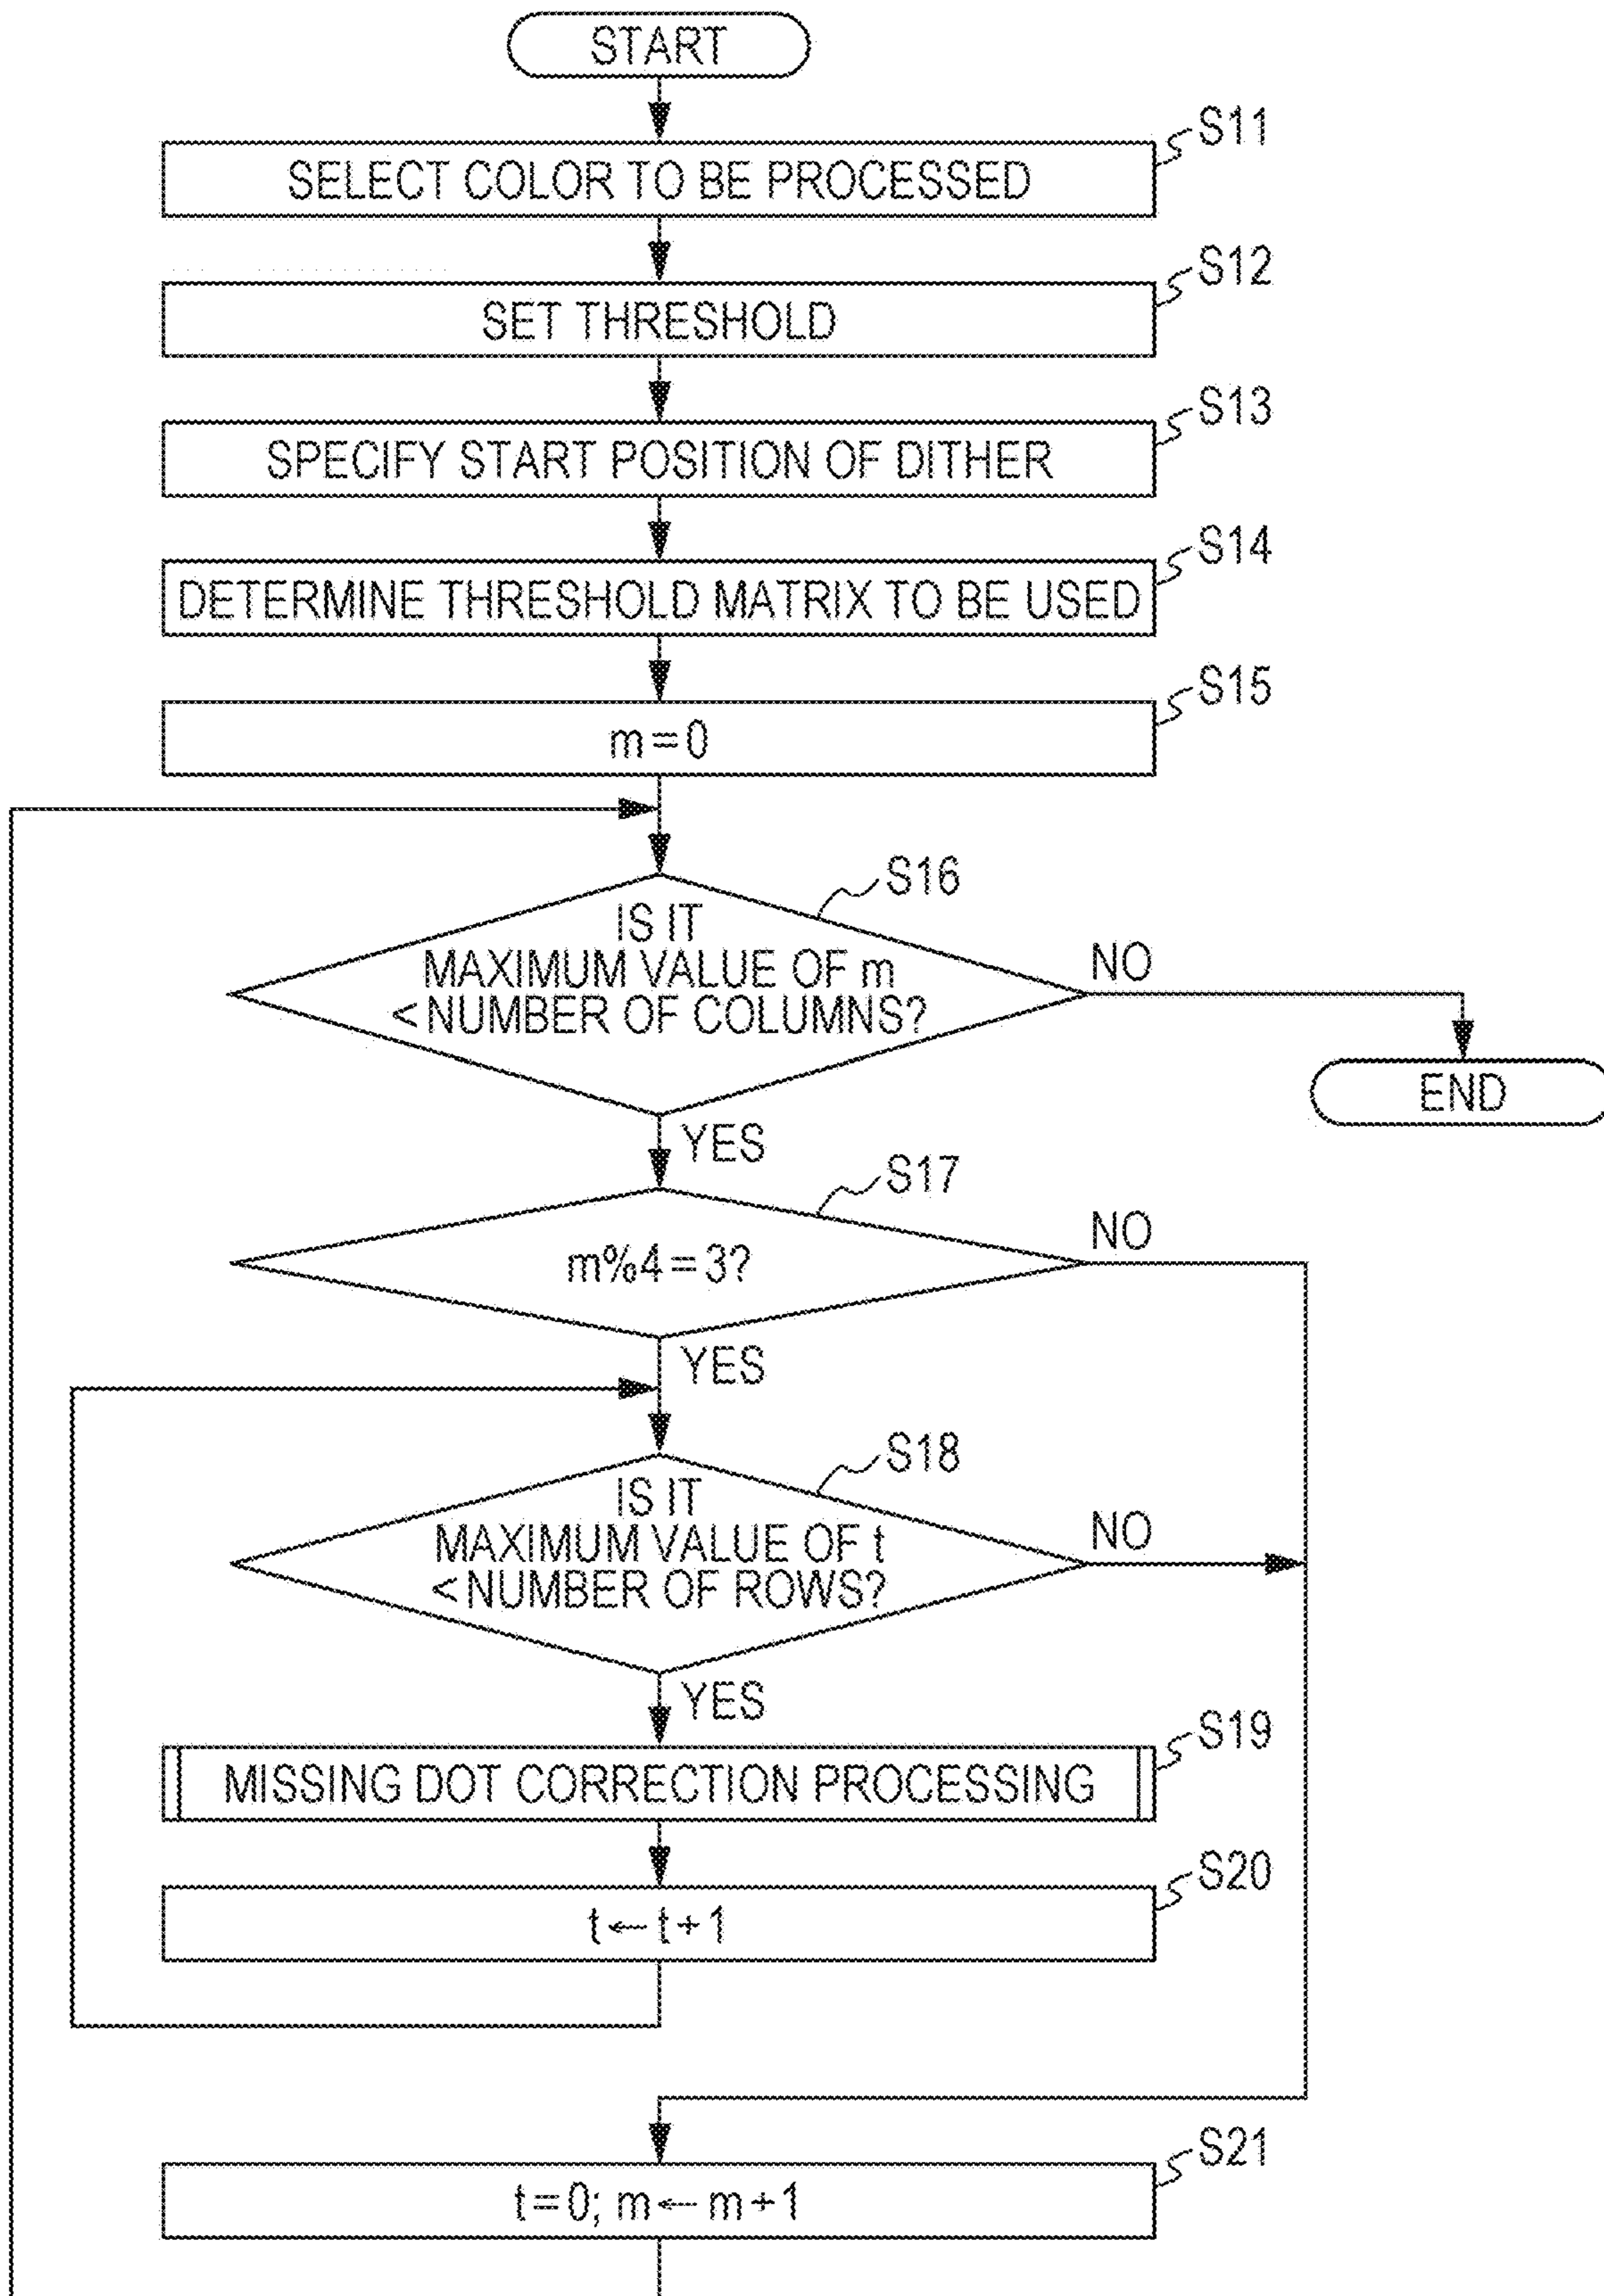 START
S11
SELECT COLOR TO BE PROCESSED
S12
SET THRESHOLD
S13
SPECIFY START POSITION OF DITHER
S14
DETERMINE THRESHOLD MATRIX TO BE USED
S15
m=0
S16
IS IT
MAXIMUM VALUE OF m
< NUMBER OF COLUMNS?
NO
END
YES
S17
m%4=3?
NO
YES
S18
IS IT
MAXIMUM VALUE OF t
< NUMBER OF ROWS?
NO
YES
S19
MISSING DOT CORRECTION PROCESSING
S20
t←t+1
S21
t=0; m←m+1